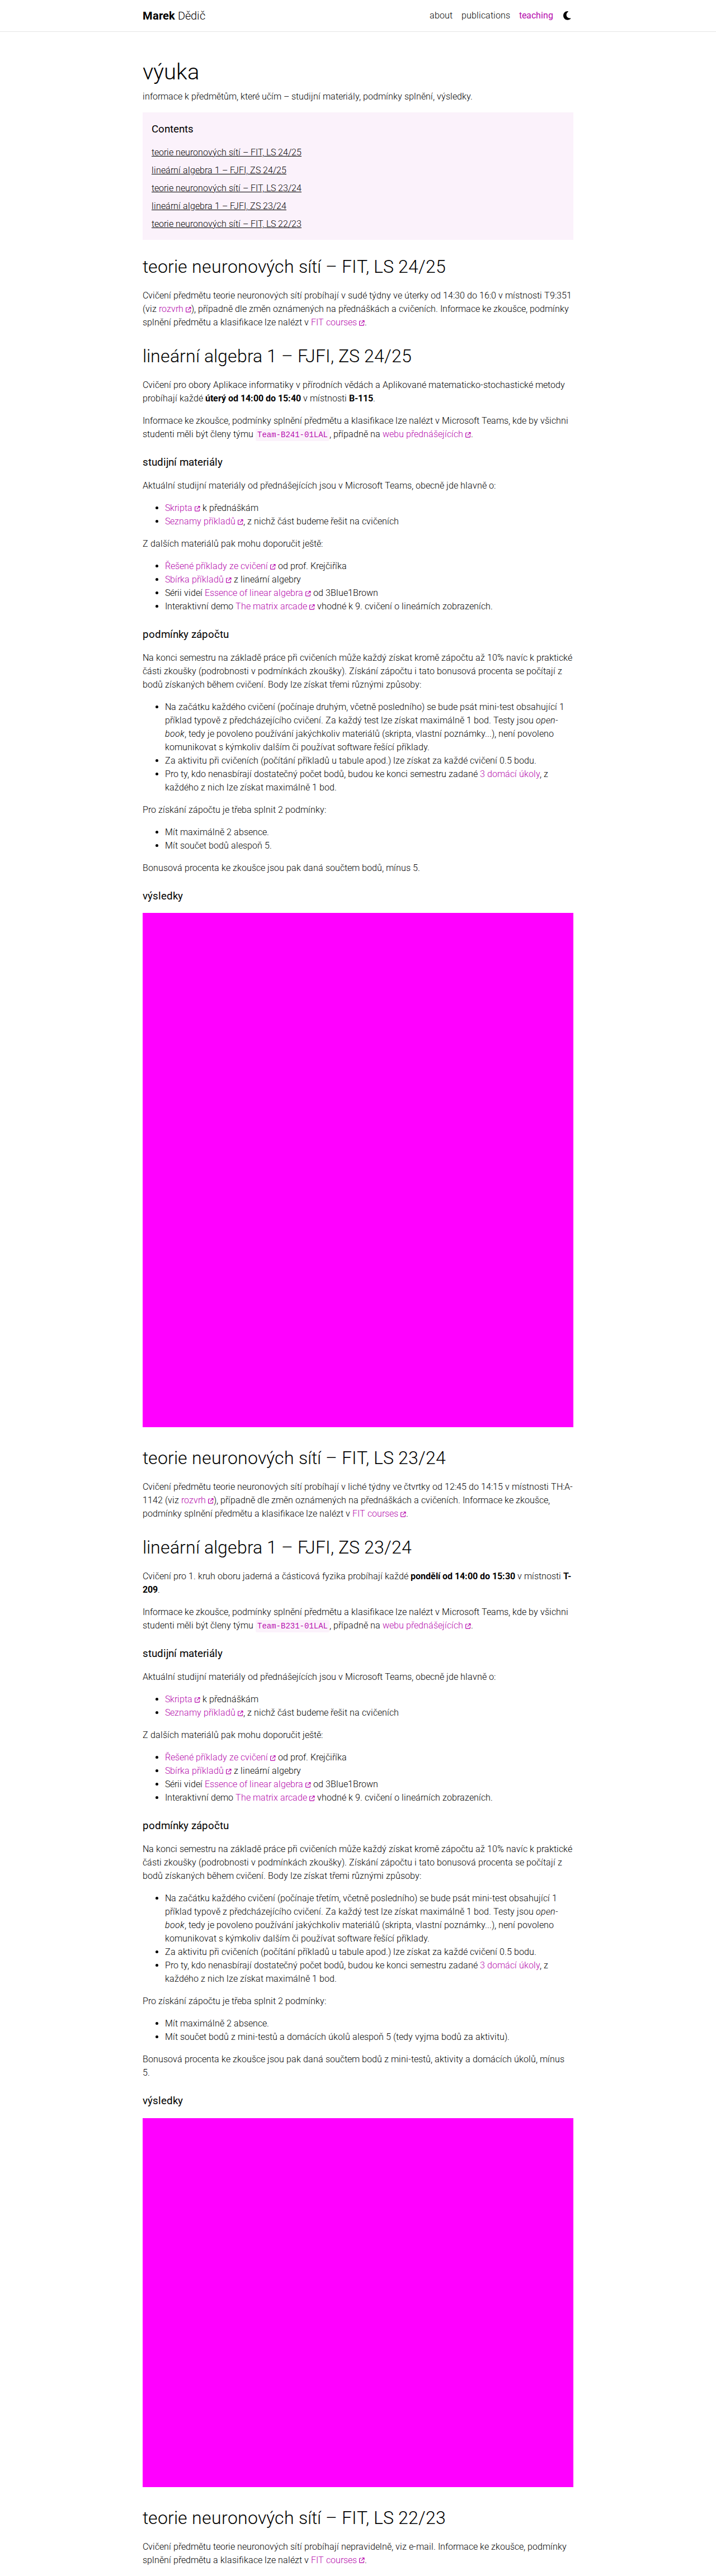 Marek Dědič
about publications teaching
výuka
informace k předmětům, které učím – studijní materiály, podmínky splnění, výsledky.
Contents
teorie neuronových sítí – FIT, LS 24/25
lineární algebra 1 – FJFI, ZS 24/25
teorie neuronových sítí – FIT, LS 23/24
lineární algebra 1 – FJFI, ZS 23/24
teorie neuronových sítí – FIT, LS 22/23
teorie neuronových sítí – FIT, LS 24/25
Cvičení předmětu teorie neuronových sítí probíhají v sudé týdny ve úterky od 14:30 do 16:0 v místnosti T9:351
(viz rozvrh), případně dle změn oznámených na přednáškách a cvičeních. Informace ke zkoušce, podmínky
splnění předmětu a klasifikace lze nalézt v FIT courses.
lineární algebra 1 – FJFI, ZS 24/25
Cvičení pro obory Aplikace informatiky v přírodních vědách a Aplikované matematicko-stochastické metody
probíhají každé úterý od 14:00 do 15:40 v místnosti B-115.
Informace ke zkoušce, podmínky splnění předmětu a klasifikace lze nalézt v Microsoft Teams, kde by všichni
studenti měli být členy týmu Team-B241-01LAL, případně na webu přednášejících.
studijní materiály
Aktuální studijní materiály od přednášejících jsou v Microsoft Teams, obecně jde hlavně o:
Skripta k přednáškám
Seznamy příkladů, z nichž část budeme řešit na cvičeních
Z dalších materiálů pak mohu doporučit ještě:
Řešené příklady ze cvičení od prof. Krejčiříka
Sbírka příkladů z lineární algebry
Sérii videí Essence of linear algebra od 3Blue1Brown
Interaktivní demo The matrix arcade vhodné k 9. cvičení o lineárních zobrazeních.
podmínky zápočtu
Na konci semestru na základě práce při cvičeních může každý získat kromě zápočtu až 10% navíc k praktické
části zkoušky (podrobnosti v podmínkách zkoušky). Získání zápočtu i tato bonusová procenta se počítají z
bodů získaných během cvičení. Body lze získat třemi různými způsoby:
Na začátku každého cvičení (počínaje druhým, včetně posledního) se bude psát mini-test obsahující 1
příklad typově z předcházejícího cvičení. Za každý test lze získat maximálně 1 bod. Testy jsou open-
book, tedy je povoleno používání jakýchkoliv materiálů (skripta, vlastní poznámky...), není povoleno
komunikovat s kýmkoliv dalším či používat software řešící příklady.
Za aktivitu při cvičeních (počítání příkladů u tabule apod.) lze získat za každé cvičení 0.5 bodu.
Pro ty, kdo nenasbírají dostatečný počet bodů, budou ke konci semestru zadané 3 domácí úkoly, z
každého z nich lze získat maximálně 1 bod.
Pro získání zápočtu je třeba splnit 2 podmínky:
Mít maximálně 2 absence.
Mít součet bodů alespoň 5.
Bonusová procenta ke zkoušce jsou pak daná součtem bodů, mínus 5.
výsledky
teorie neuronových sítí – FIT, LS 23/24
Cvičení předmětu teorie neuronových sítí probíhají v liché týdny ve čtvrtky od 12:45 do 14:15 v místnosti TH:A-
1142 (viz rozvrh), případně dle změn oznámených na přednáškách a cvičeních. Informace ke zkoušce,
podmínky splnění předmětu a klasifikace lze nalézt v FIT courses.
lineární algebra 1 – FJFI, ZS 23/24
Cvičení pro 1. kruh oboru jaderná a částicová fyzika probíhají každé pondělí od 14:00 do 15:30 v místnosti T-
209.
Informace ke zkoušce, podmínky splnění předmětu a klasifikace lze nalézt v Microsoft Teams, kde by všichni
studenti měli být členy týmu Team-B231-01LAL, případně na webu přednášejících.
studijní materiály
Aktuální studijní materiály od přednášejících jsou v Microsoft Teams, obecně jde hlavně o:
Skripta k přednáškám
Seznamy příkladů, z nichž část budeme řešit na cvičeních
Z dalších materiálů pak mohu doporučit ještě:
Řešené příklady ze cvičení od prof. Krejčiříka
Sbírka příkladů z lineární algebry
Sérii videí Essence of linear algebra od 3Blue1Brown
Interaktivní demo The matrix arcade vhodné k 9. cvičení o lineárních zobrazeních.
podmínky zápočtu
Na konci semestru na základě práce při cvičeních může každý získat kromě zápočtu až 10% navíc k praktické
části zkoušky (podrobnosti v podmínkách zkoušky). Získání zápočtu i tato bonusová procenta se počítají z
bodů získaných během cvičení. Body lze získat třemi různými způsoby:
Na začátku každého cvičení (počínaje třetím, včetně posledního) se bude psát mini-test obsahující 1
příklad typově z předcházejícího cvičení. Za každý test lze získat maximálně 1 bod. Testy jsou open-
book, tedy je povoleno používání jakýchkoliv materiálů (skripta, vlastní poznámky...), není povoleno
komunikovat s kýmkoliv dalším či používat software řešící příklady.
Za aktivitu při cvičeních (počítání příkladů u tabule apod.) lze získat za každé cvičení 0.5 bodu.
Pro ty, kdo nenasbírají dostatečný počet bodů, budou ke konci semestru zadané 3 domácí úkoly, z
každého z nich lze získat maximálně 1 bod.
Pro získání zápočtu je třeba splnit 2 podmínky:
Mít maximálně 2 absence.
Mít součet bodů z mini-testů a domácích úkolů alespoň 5 (tedy vyjma bodů za aktivitu).
Bonusová procenta ke zkoušce jsou pak daná součtem bodů z mini-testů, aktivity a domácích úkolů, mínus
5.
výsledky
teorie neuronových sítí – FIT, LS 22/23
Cvičení předmětu teorie neuronových sítí probíhají nepravidelně, viz e-mail. Informace ke zkoušce, podmínky
splnění předmětu a klasifikace lze nalézt v FIT courses.